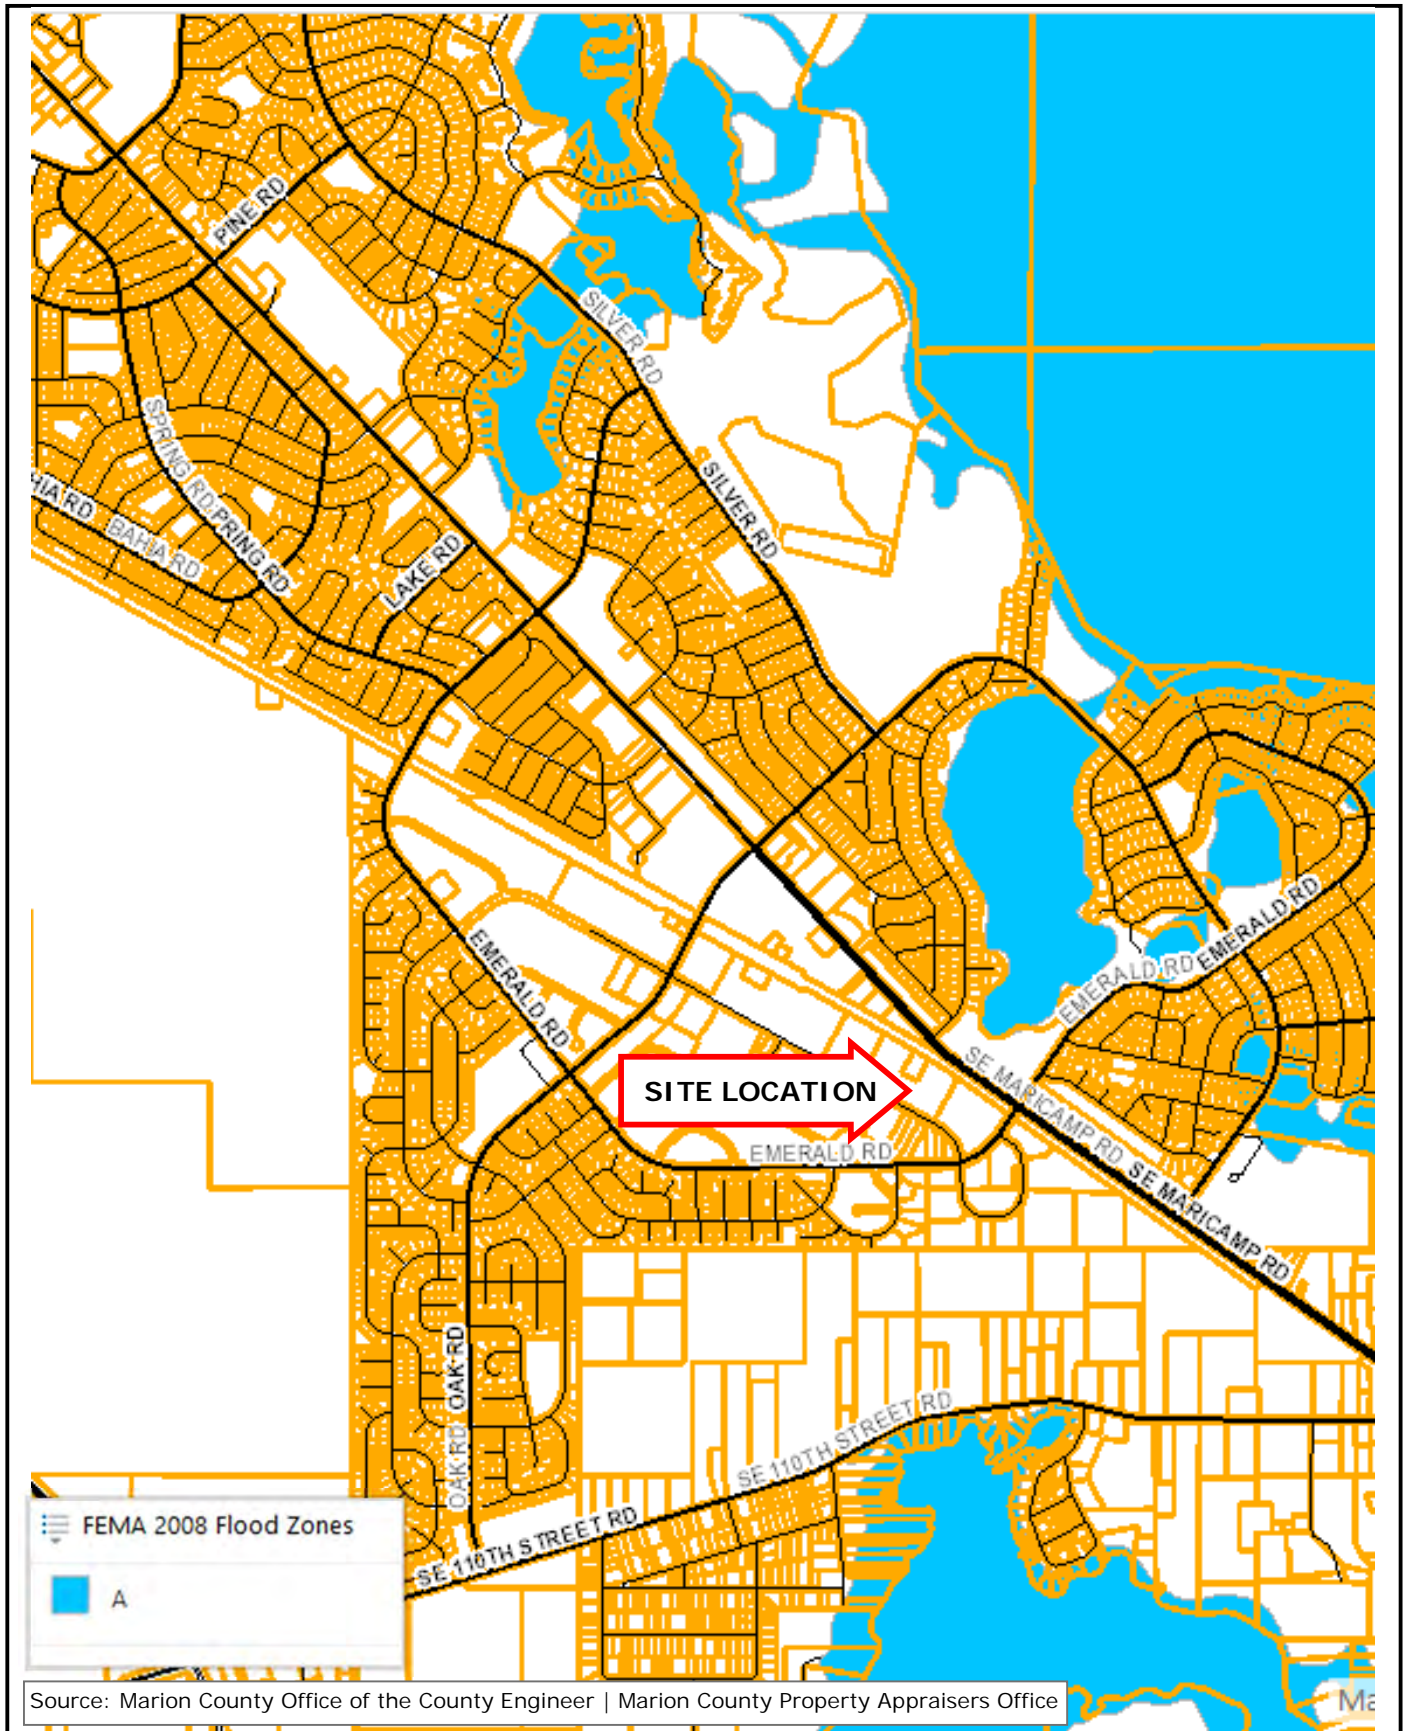 PINE RD
SILVER RD
SPRING RD
SILVER RD
HIA RD
BAHIA RD
PRING RD
LAKE RD
EMERALD RD
EMERALD RD
EMERALD RD
SITE LOCATION
SE MARICAMP RD
EMERALD RD
SE MARICAMP RD
OAK RD
OAK RD
SE 110TH STREET RD
SE 110TH STREET RD
FEMA 2008 Flood Zones
A
Source: Marion County Office of the County Engineer | Marion County Property Appraisers Office
Ma